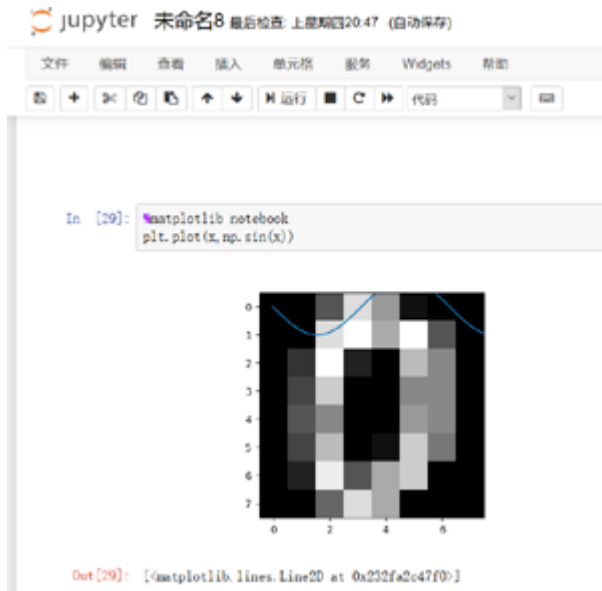 jupyter 未命名8 最后检查: 上星期四20:47 (自动保存)
文件 编辑 查看 插入 单元格 服务 Widgets 帮助
运行 代码
In [29]: %matplotlib notebook
plt.plot(x,np.sin(x))
0
1
2
3
4
5
6
7
0 2 4 6
Out[29]: [<matplotlib.lines.Line2D at 0x232fa2c47f0>]